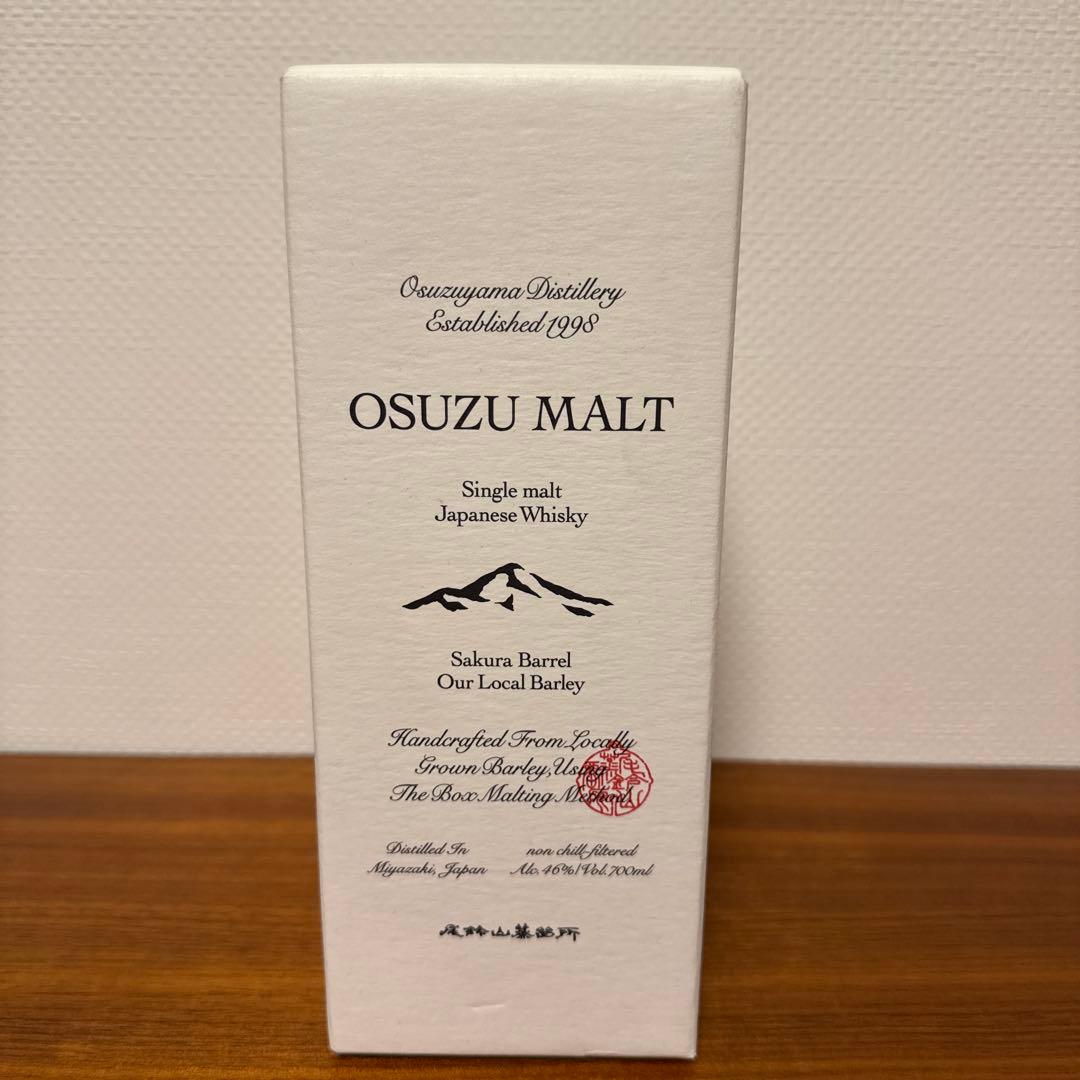 Osuzuyama Distillery
Established 1998
OSUZU MALT
Single malt
Japanese Whisky
Sakura Barrel
Our Local Barley
Handcrafted From Locally
Grown Barley, Using
The Box Malting Method
Distilled In
Miyazaki, Japan
non chill-filtered
Alc. 46%/Vol. 700ml
尾鈴山蒸留所